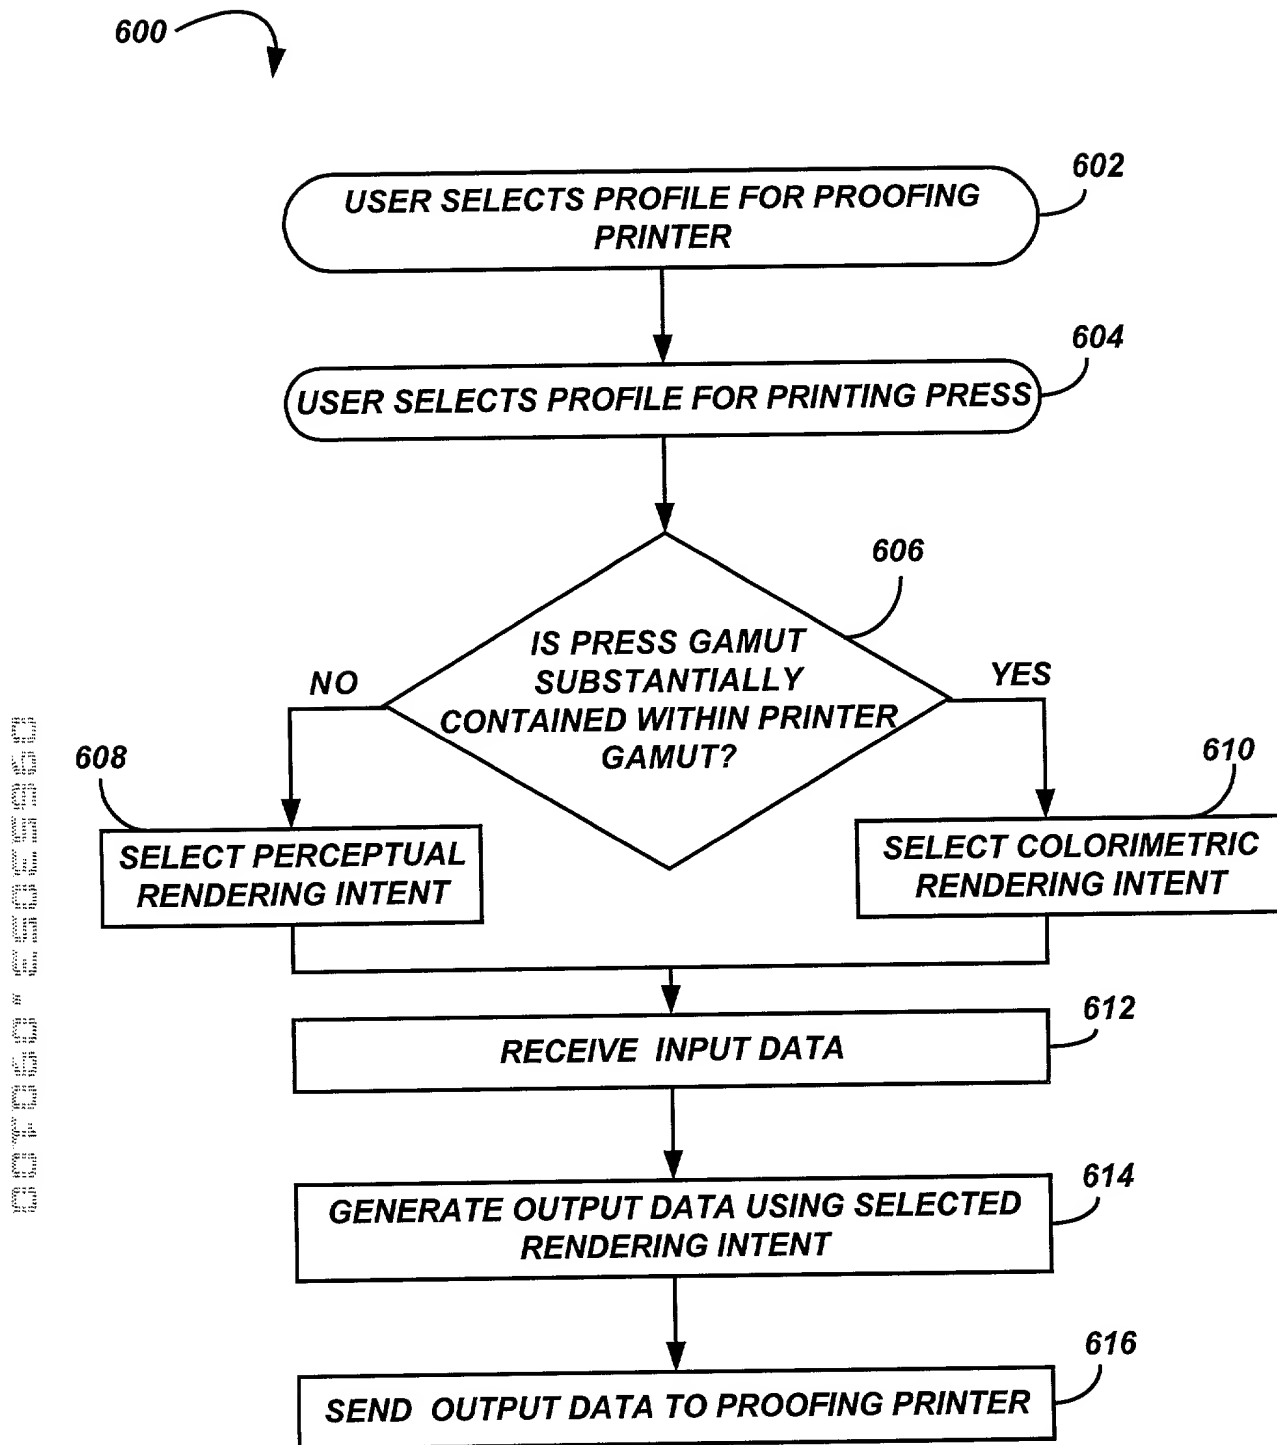 600
602
USER SELECTS PROFILE FOR PROOFING
PRINTER
604
USER SELECTS PROFILE FOR PRINTING PRESS
606
IS PRESS GAMUT
SUBSTANTIALLY
CONTAINED WITHIN PRINTER
GAMUT?
NO
YES
608
SELECT PERCEPTUAL
RENDERING INTENT
610
SELECT COLORIMETRIC
RENDERING INTENT
612
RECEIVE INPUT DATA
614
GENERATE OUTPUT DATA USING SELECTED
RENDERING INTENT
616
SEND OUTPUT DATA TO PROOFING PRINTER